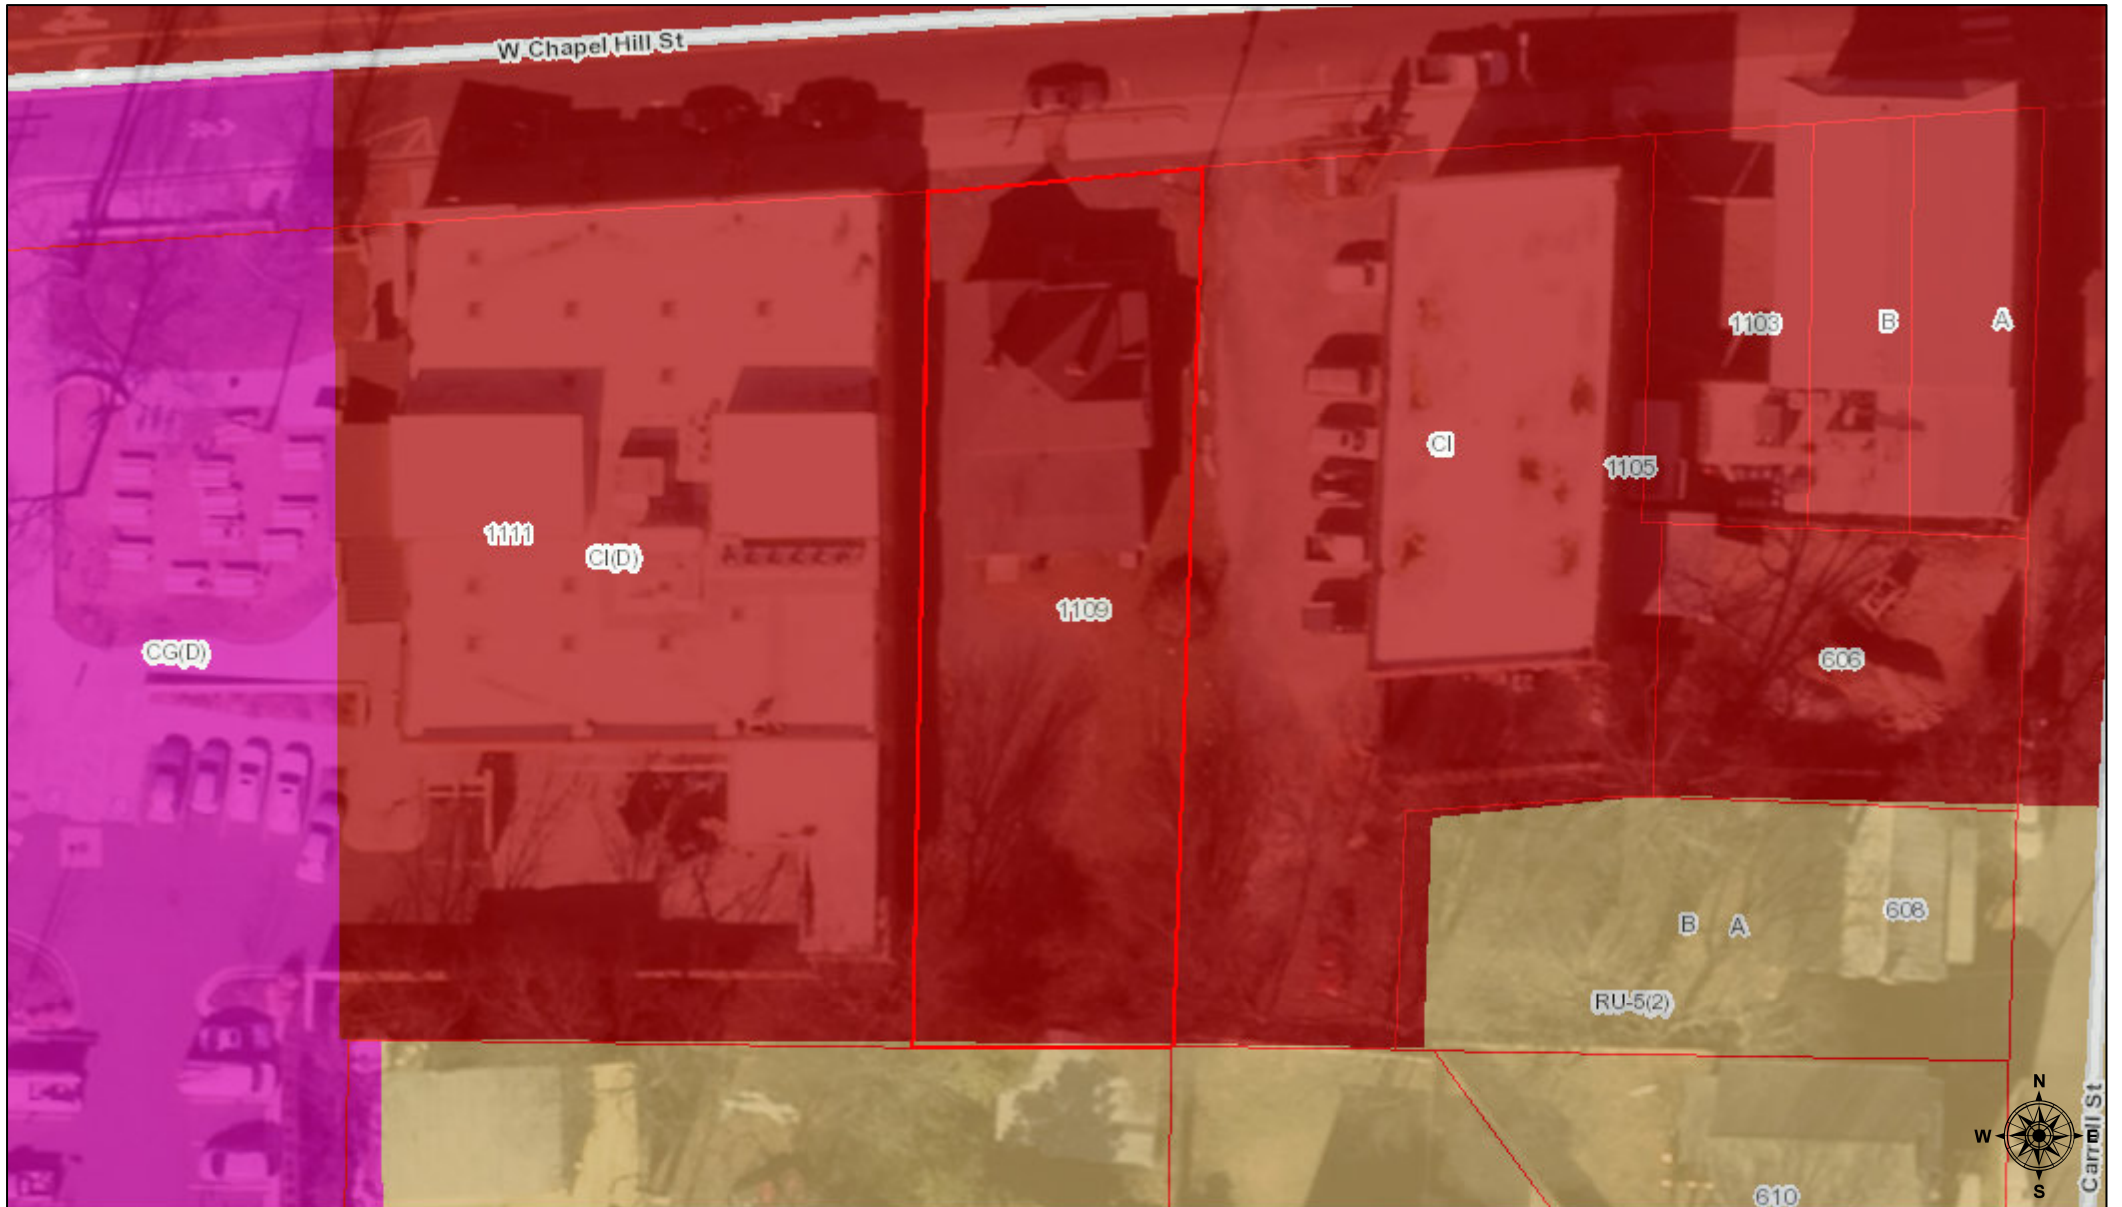 W Chapel Hill St
1103
B
A
CI
1105
1111
CI(D)
1109
CG(D)
606
608
B
A
RU-5(2)
N
W
E
S
Carroll St
610